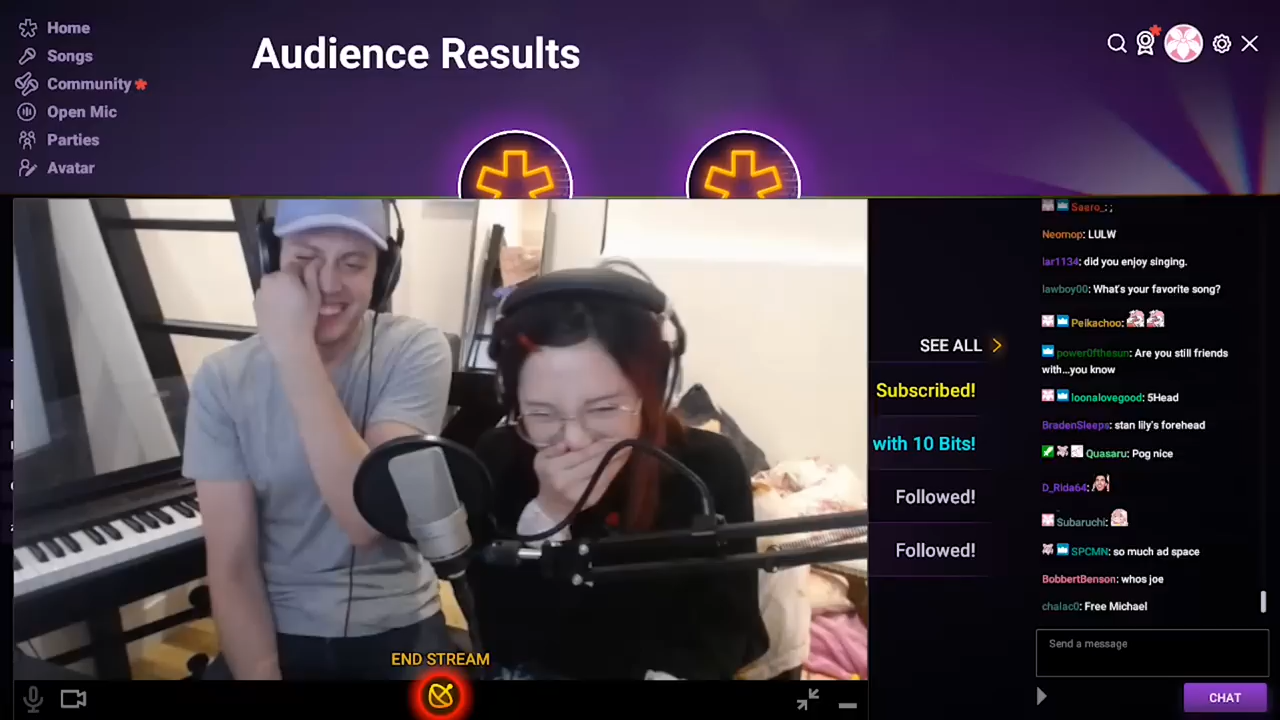 Home
Songs
Community
Open Mic
Parties
Avatar
Audience Results
SEE ALL
Subscribed!
with 10 Bits!
Followed!
Followed!
Saero_: ;
Neomop: LULW
lar1134: did you enjoy singing.
lawboy00: What's your favorite song?
Peikachoo:
power0fthesun: Are you still friends
with...you know
loonalovegood: 5Head
BradenSleeps: stan lily's forehead
Quasaru: Pog nice
D_Rida64:
Subaruchi:
SPCMN: so much ad space
BobbertBenson: whos joe
chalac0: Free Michael
Send a message
CHAT
END STREAM